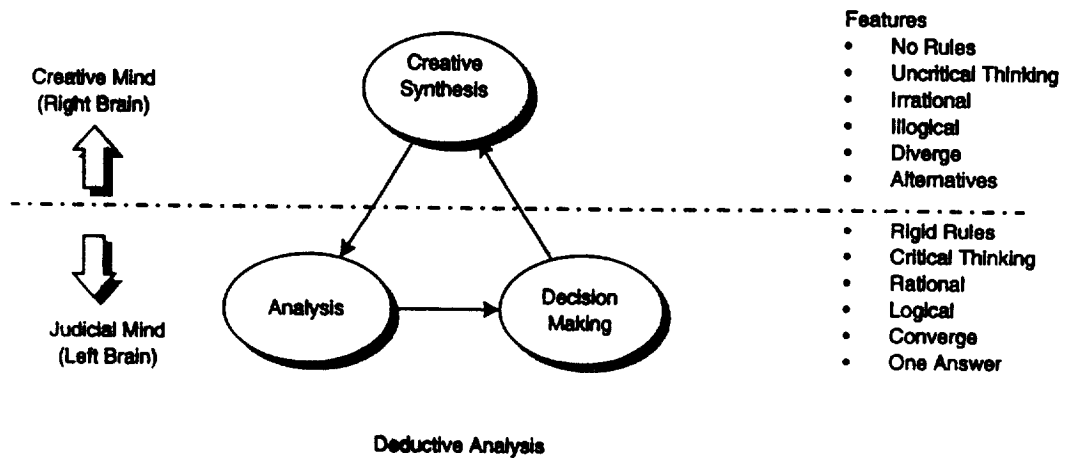 Features
• No Rules
• Uncritical Thinking
• Irrational
• Illogical
• Diverge
• Alternatives
Creative Mind
(Right Brain)
Creative
Synthesis
• Rigid Rules
• Critical Thinking
• Rational
• Logical
• Converge
• One Answer
Judicial Mind
(Left Brain)
Analysis
Decision
Making
Deductive Analysis